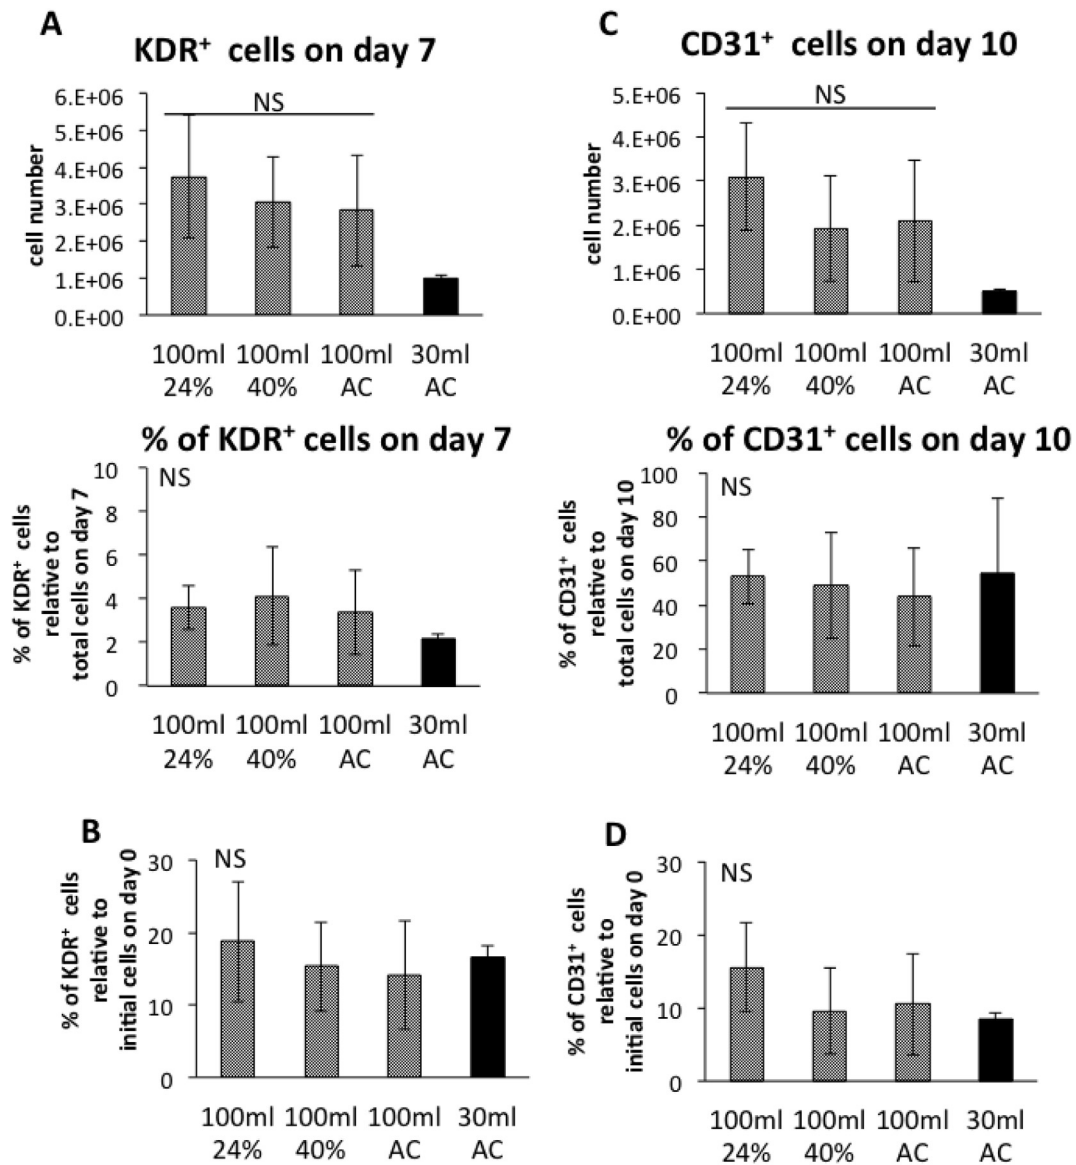 A
KDR⁺ cells on day 7
cell number
6.E+06
5.E+06
4.E+06
3.E+06
2.E+06
1.E+06
0.E+00
NS
100ml 100ml 100ml 30ml
24% 40% AC AC
% of KDR⁺ cells on day 7
% of KDR⁺ cells
relative to
total cells on day 7
10
8
6
4
2
0
NS
100ml 100ml 100ml 30ml
24% 40% AC AC
B
% of KDR⁺ cells
relative to
initial cells on day 0
30
20
10
0
NS
100ml 100ml 100ml 30ml
24% 40% AC AC
C
CD31⁺ cells on day 10
cell number
5.E+06
4.E+06
3.E+06
2.E+06
1.E+06
0.E+00
NS
100ml 100ml 100ml 30ml
24% 40% AC AC
% of CD31⁺ cells on day 10
% of CD31⁺ cells
relative to
total cells on day 10
100
80
60
40
20
0
NS
100ml 100ml 100ml 30ml
24% 40% AC AC
D
% of CD31⁺ cells
relative to
initial cells on day 0
30
20
10
0
NS
100ml 100ml 100ml 30ml
24% 40% AC AC